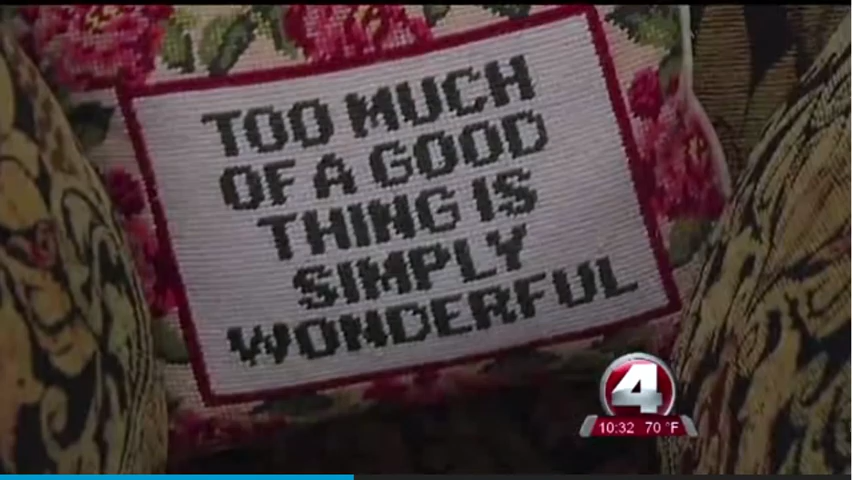 TOO MUCH
OF A GOOD
THING IS
SIMPLY
WONDERFUL
4
10:32 70 °F